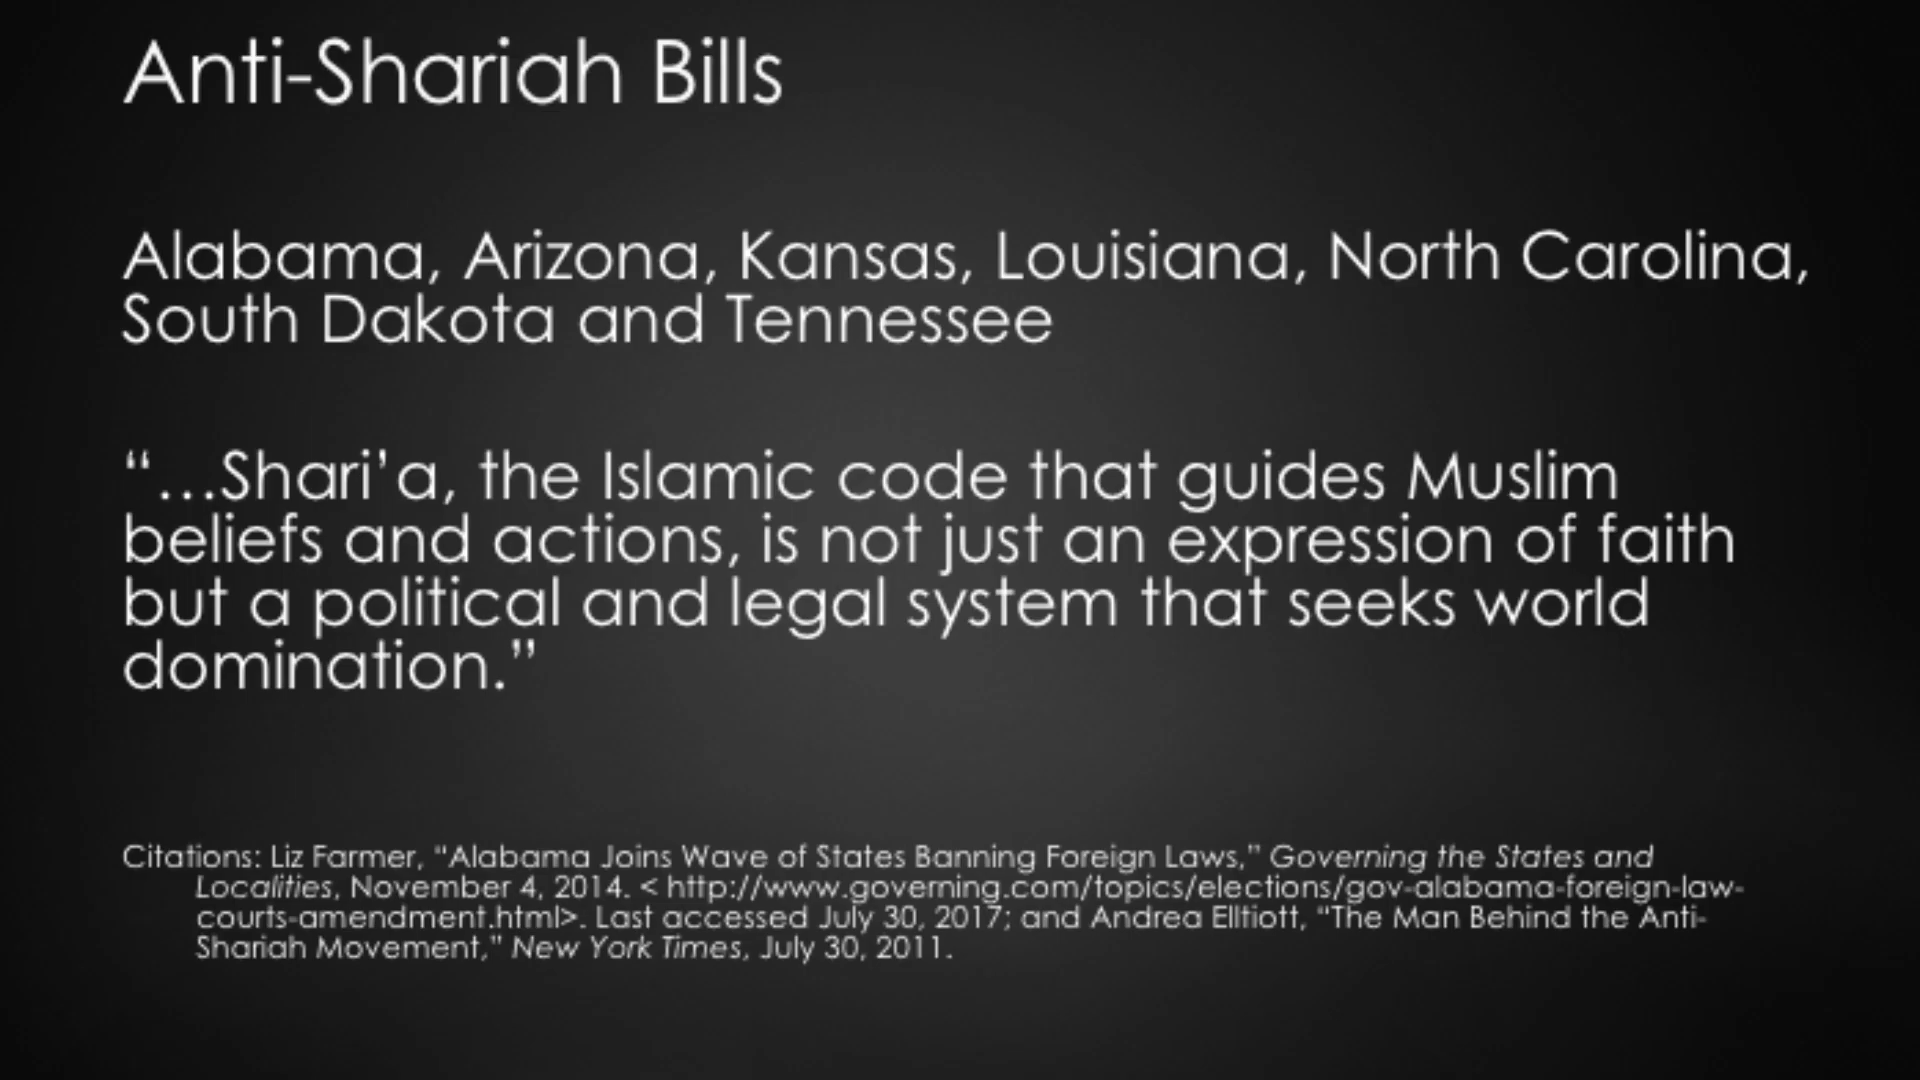 Anti-Shariah Bills
Alabama, Arizona, Kansas, Louisiana, North Carolina,
South Dakota and Tennessee
“…Shari’a, the Islamic code that guides Muslim
beliefs and actions, is not just an expression of faith
but a political and legal system that seeks world
domination.”
Citations: Liz Farmer, “Alabama Joins Wave of States Banning Foreign Laws,” Governing the States and
Localities, November 4, 2014. < http://www.governing.com/topics/elections/gov-alabama-foreign-law-
courts-amendment.html>. Last accessed July 30, 2017; and Andrea Elltiott, “The Man Behind the Anti-
Shariah Movement,” New York Times, July 30, 2011.